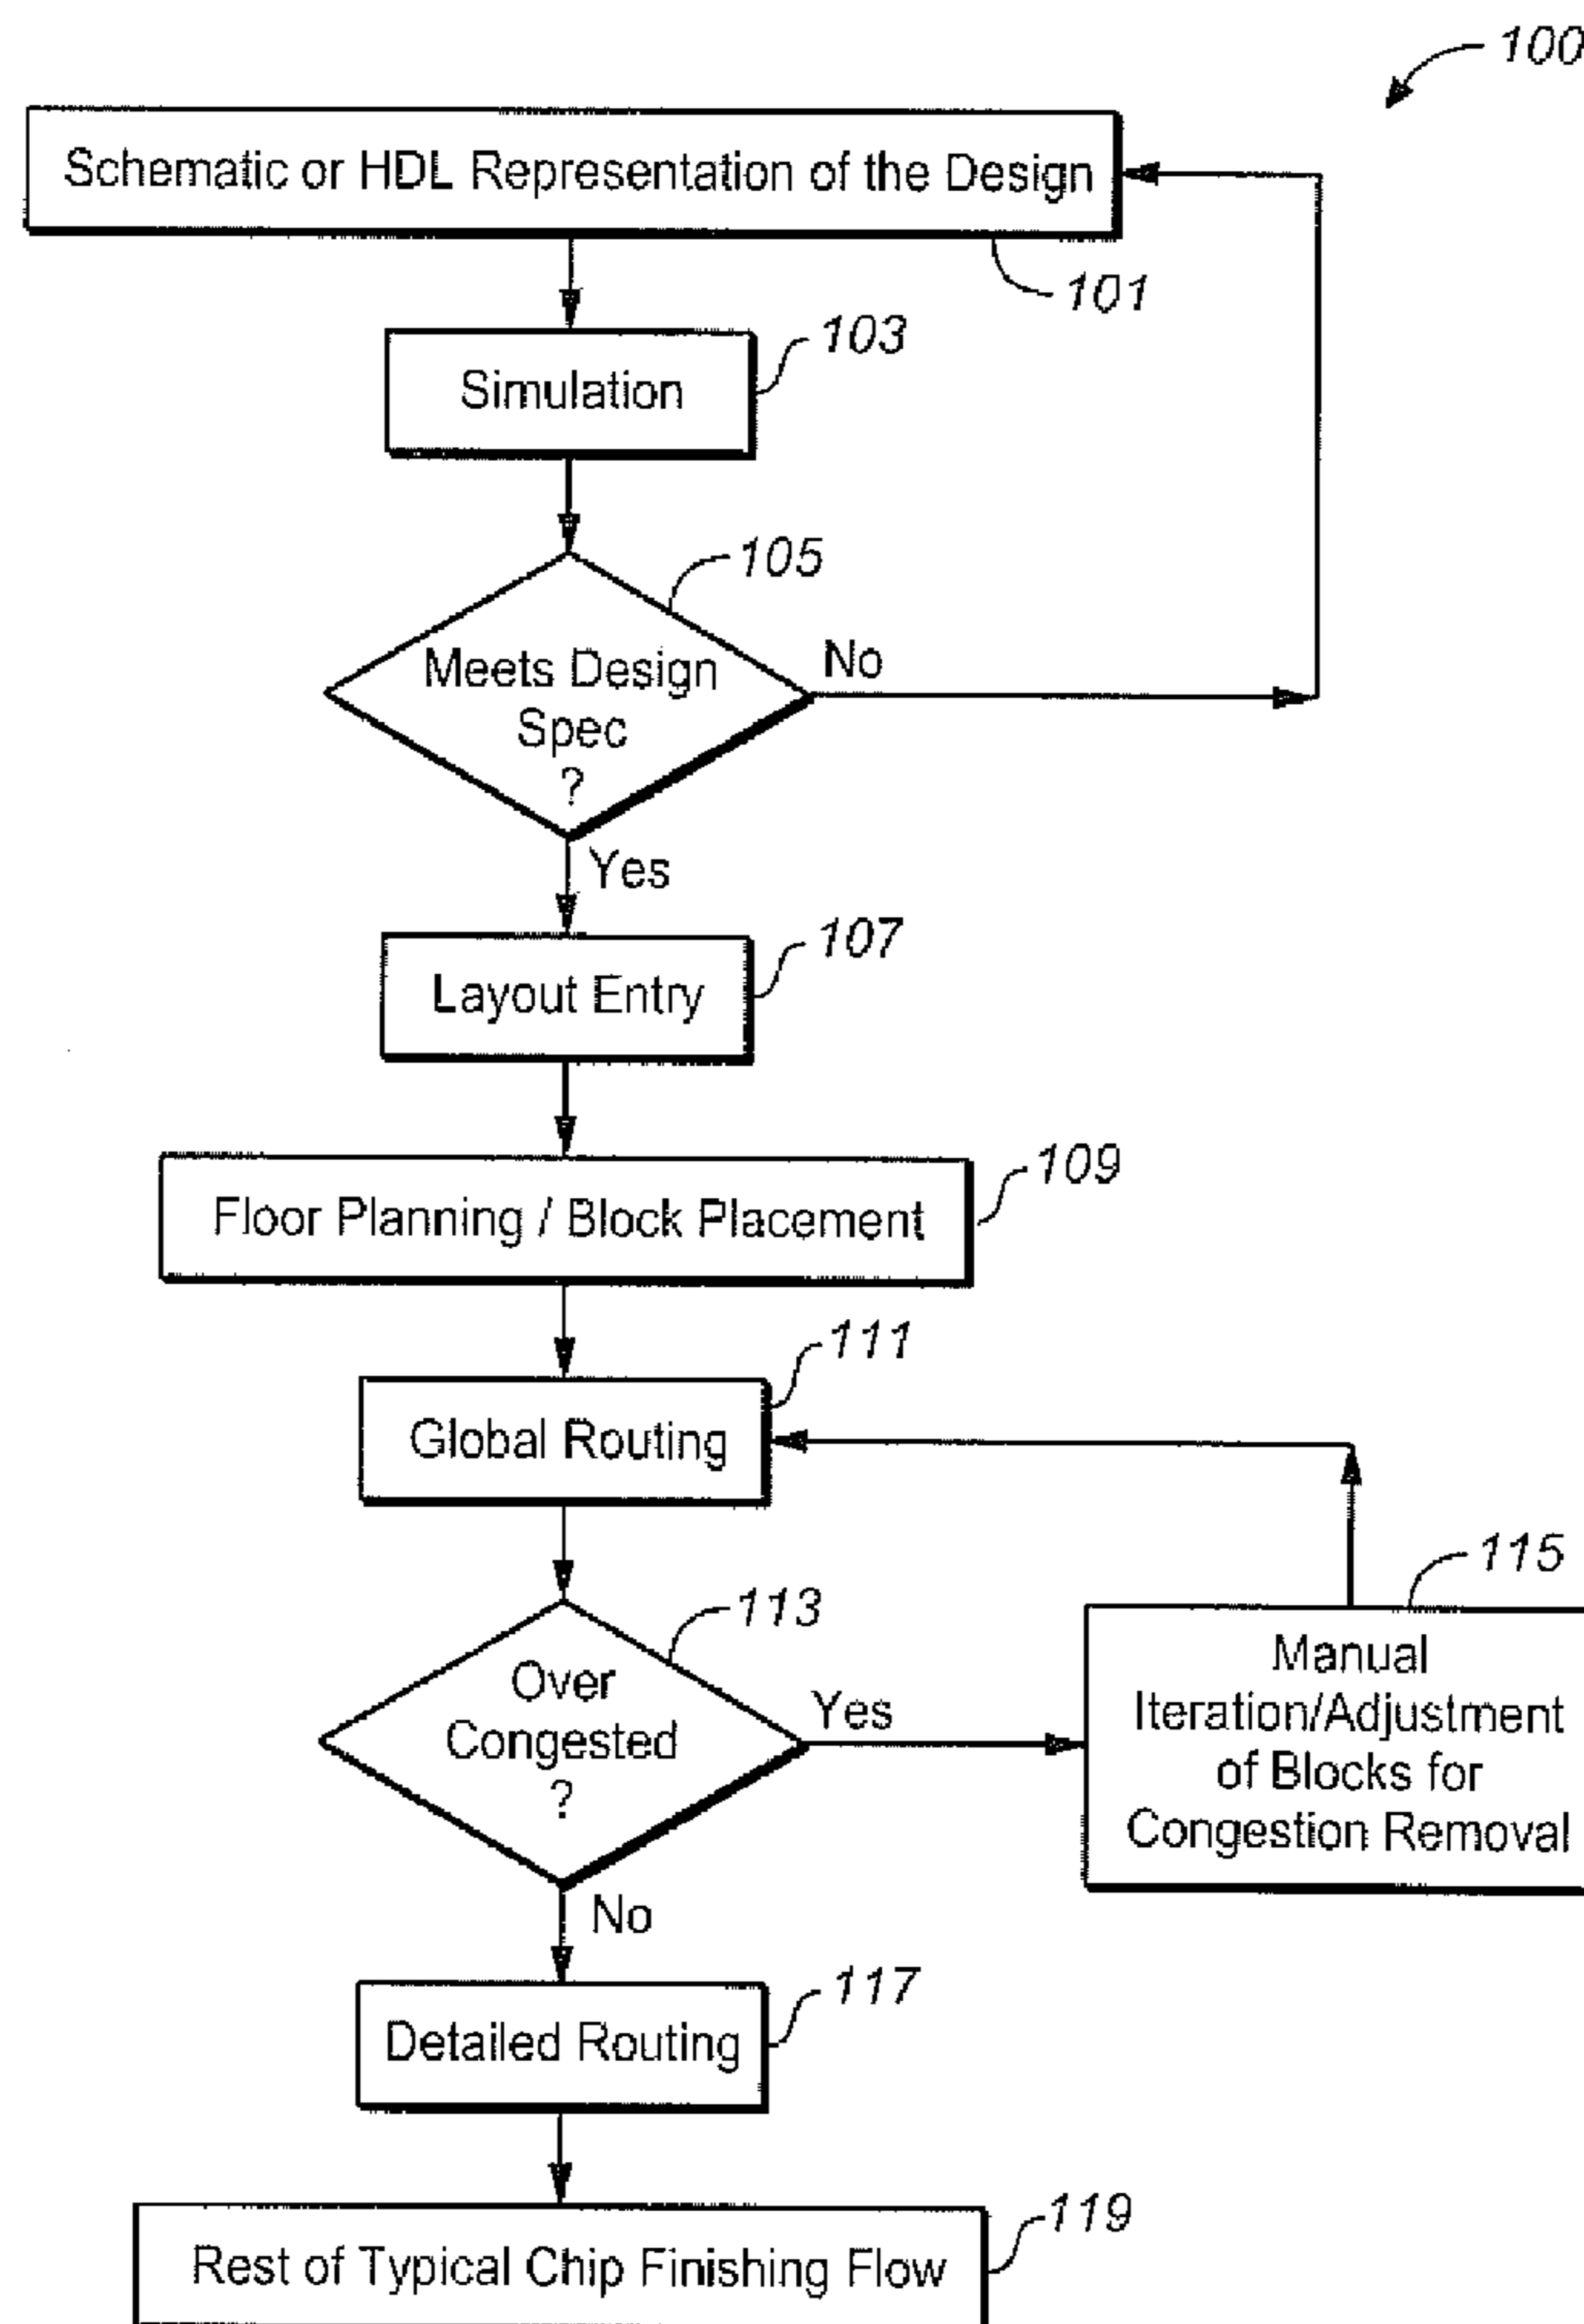 100
Schematic or HDL Representation of the Design
101
103
Simulation
105
Meets Design
Spec
?
No
Yes
107
Layout Entry
109
Floor Planning / Block Placement
111
Global Routing
113
Over
Congested
?
Yes
115
Manual
Iteration/Adjustment
of Blocks for
Congestion Removal
No
117
Detailed Routing
119
Rest of Typical Chip Finishing Flow